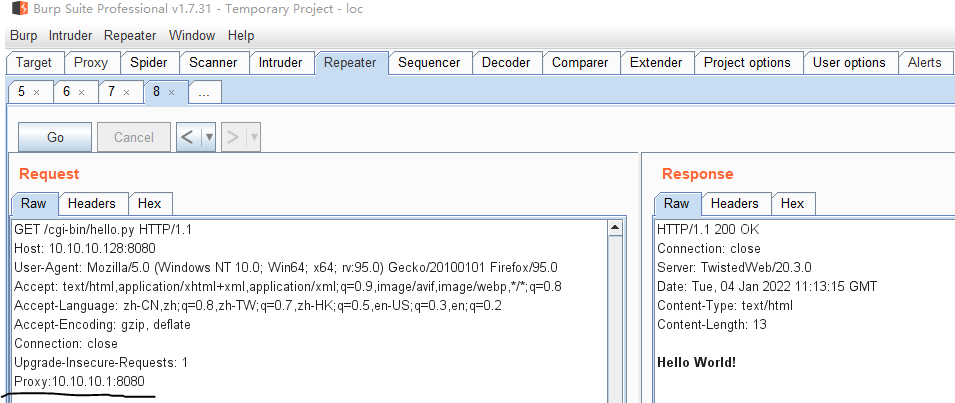 Burp Suite Professional v1.7.31 - Temporary Project - loc
Burp Intruder Repeater Window Help
Target Proxy Spider Scanner Intruder Repeater Sequencer Decoder Comparer Extender Project options User options Alerts
5 × 6 × 7 × 8 × ...
Go Cancel < ▼ > ▼
Request
Raw Headers Hex
GET /cgi-bin/hello.py HTTP/1.1
Host: 10.10.10.128:8080
User-Agent: Mozilla/5.0 (Windows NT 10.0; Win64; x64; rv:95.0) Gecko/20100101 Firefox/95.0
Accept: text/html,application/xhtml+xml,application/xml;q=0.9,image/avif,image/webp,*/*;q=0.8
Accept-Language: zh-CN,zh;q=0.8,zh-TW;q=0.7,zh-HK;q=0.5,en-US;q=0.3,en;q=0.2
Accept-Encoding: gzip, deflate
Connection: close
Upgrade-Insecure-Requests: 1
Proxy:10.10.10.1:8080
Response
Raw Headers Hex
HTTP/1.1 200 OK
Connection: close
Server: TwistedWeb/20.3.0
Date: Tue, 04 Jan 2022 11:13:15 GMT
Content-Type: text/html
Content-Length: 13
Hello World!